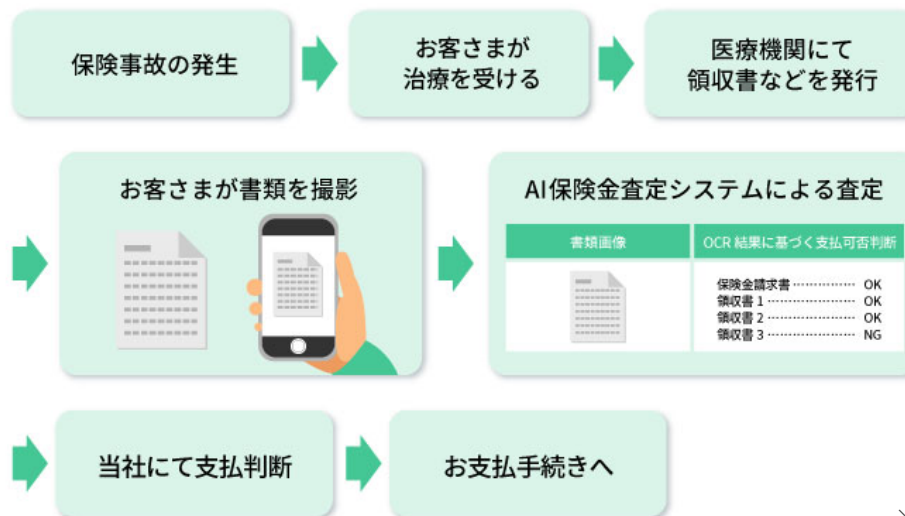 保険事故の発生
お客さまが
治療を受ける
医療機関にて
領収書などを発行
お客さまが書類を撮影
AI保険金査定システムによる査定
書類画像
OCR 結果に基づく支払可否判断
保険金請求書 …………… OK
領収書 1 ………………… OK
領収書 2 ………………… OK
領収書 3 ………………… NG
当社にて支払判断
お支払手続きへ